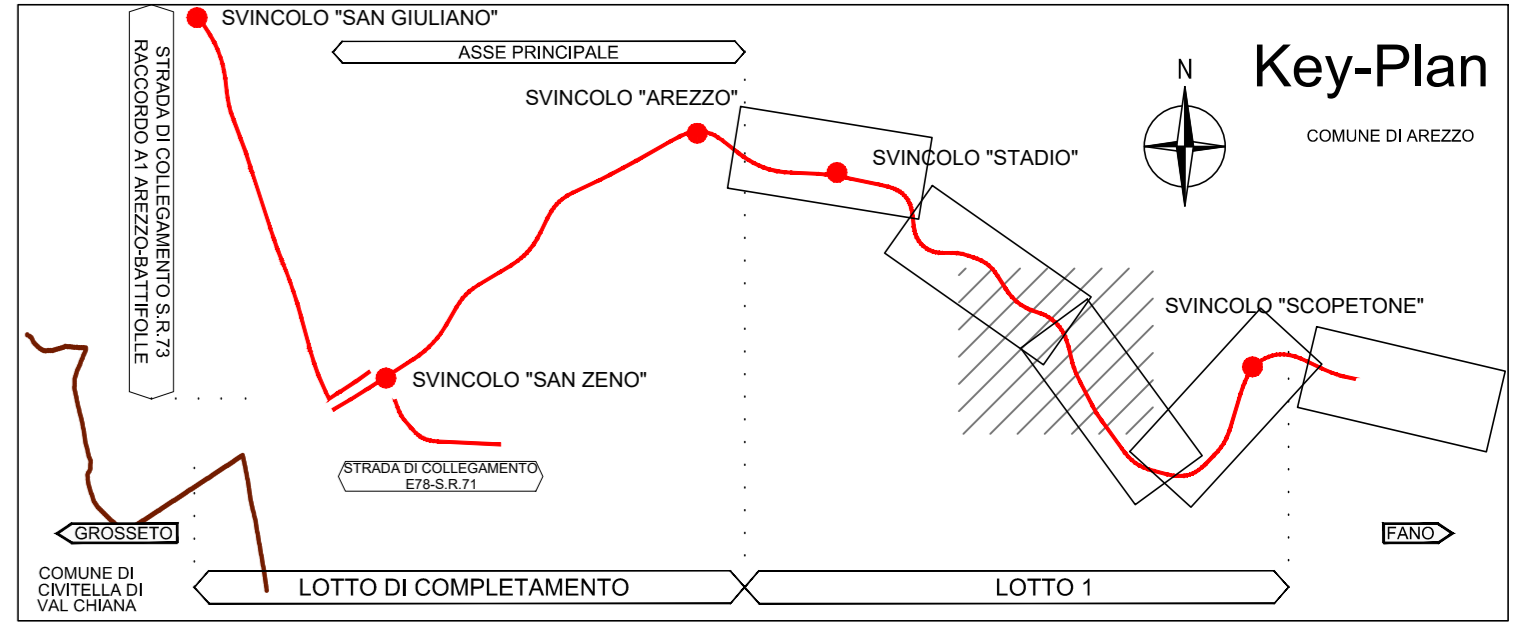 SVINCOLO "SAN GIULIANO"
STRADA DI COLLEGAMENTO S.R.73
RACCORDO A1 AREZZO-BATTIFOLLE
ASSE PRINCIPALE
Key-Plan
N
SVINCOLO "AREZZO"
COMUNE DI AREZZO
SVINCOLO "STADIO"
SVINCOLO "SCOPETONE"
SVINCOLO "SAN ZENO"
STRADA DI COLLEGAMENTO
E78-S.R.71
GROSSETO
FANO
COMUNE DI
CIVITELLA DI
VAL CHIANA
LOTTO DI COMPLETAMENTO
LOTTO 1